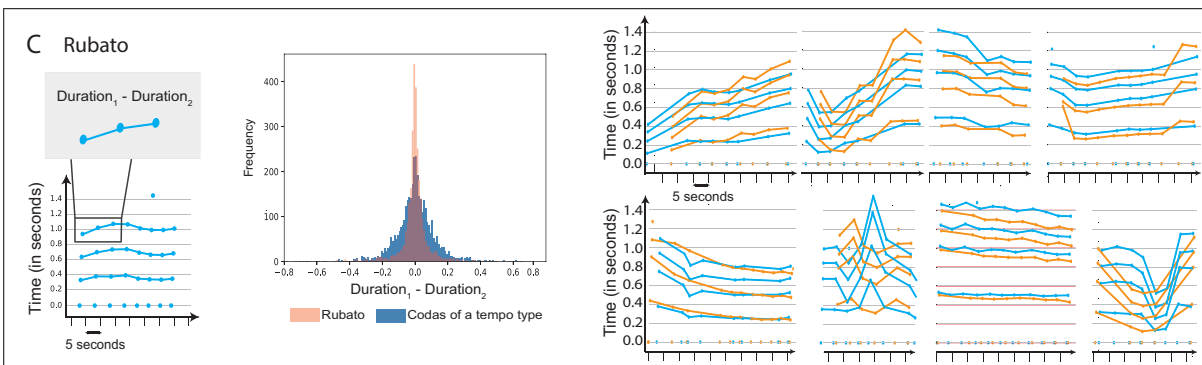 C Rubato
Duration1 - Duration2
Time (in seconds)
1.4
1.2
1.0
0.8
0.6
0.4
0.2
0.0
5 seconds
Frequency
400
300
200
100
0
−0.8 −0.6 −0.4 −0.2 0.0 0.2 0.4 0.6 0.8
Duration1 - Duration2
Rubato Codas of a tempo type
Time (in seconds)
1.4
1.2
1.0
0.8
0.6
0.4
0.2
0.0
5 seconds
Time (in seconds)
1.4
1.2
1.0
0.8
0.6
0.4
0.2
0.0